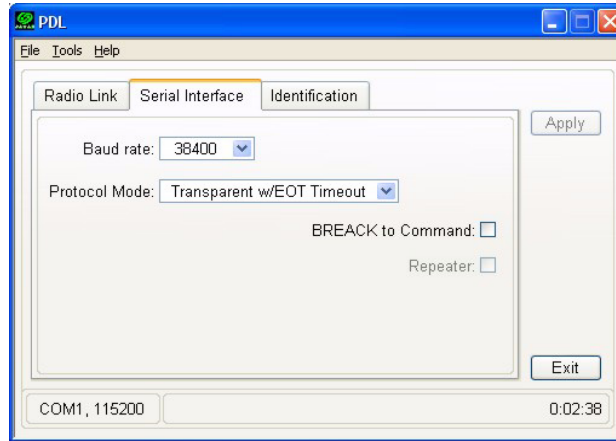 PDL
File Tools Help
Radio Link Serial Interface Identification
Apply
Baud rate: 38400
Protocol Mode: Transparent w/EOT Timeout
BREACK to Command:
Repeater:
Exit
COM1, 115200 0:02:38